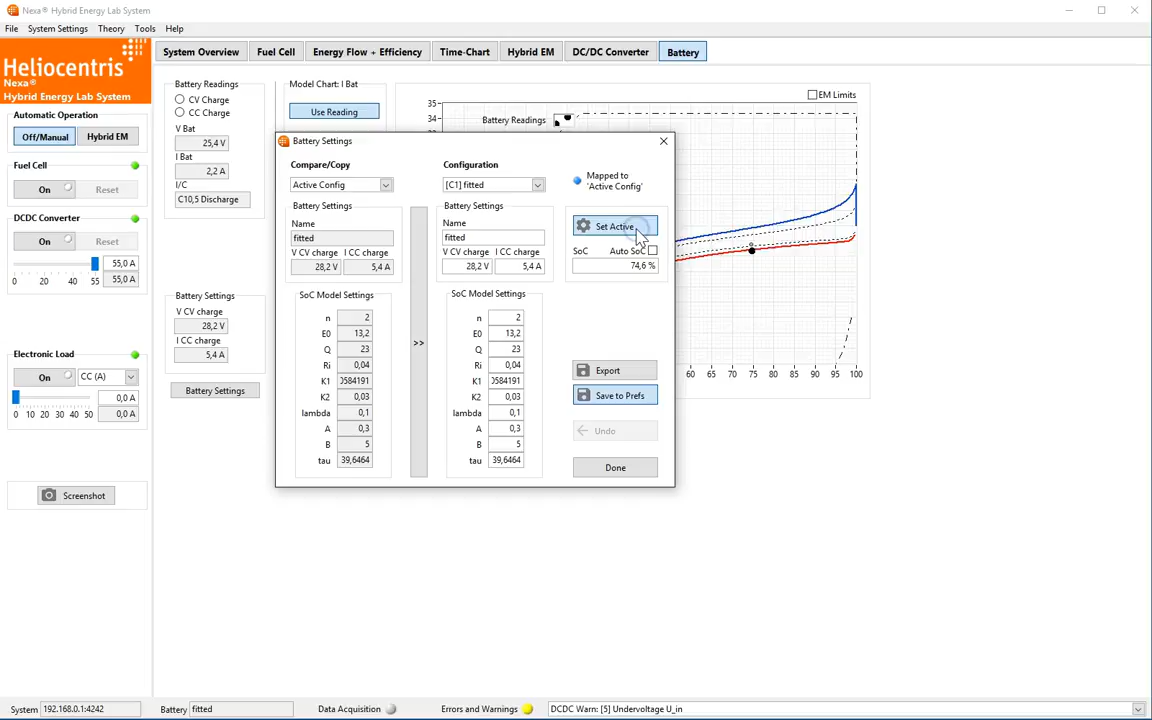 Nexa® Hybrid Energy Lab System
File System Settings Theory Tools Help
Heliocentris
Nexa®
Hybrid Energy Lab System
System Overview Fuel Cell Energy Flow + Efficiency Time-Chart Hybrid EM DC/DC Converter Battery
Automatic Operation
Off/Manual Hybrid EM
Fuel Cell
On Reset
DCDC Converter
On Reset
55,0 A
0 20 40 55 55,0 A
Electronic Load
On CC (A)
0,0 A
0 10 20 30 40 50 0,0 A
Screenshot
Battery Readings
CV Charge
CC Charge
V Bat
25,4 V
I Bat
2,2 A
I/C
C10,5 Discharge
Battery Settings
V CV charge
28,2 V
I CC charge
5,4 A
Battery Settings
Model Chart: I Bat
Use Reading
EM Limits
35
34
Battery Readings
60 65 70 75 80 85 90 95 100
Battery Settings
Compare/Copy
Active Config
Battery Settings
Name
fitted
V CV charge I CC charge
28,2 V 5,4 A
SoC Model Settings
n 2
E0 13,2
Q 23
Ri 0,04
K1 0584191
K2 0,03
lambda 0,1
A 0,3
B 5
tau 39,6464
>>
Configuration
[C1] fitted
Battery Settings
Name
fitted
V CV charge I CC charge
28,2 V 5,4 A
SoC Model Settings
n 2
E0 13,2
Q 23
Ri 0,04
K1 0584191
K2 0,03
lambda 0,1
A 0,3
B 5
tau 39,6464
Mapped to
'Active Config'
Set Active
SoC Auto SoC
74,6 %
Export
Save to Prefs
Undo
Done
System 192.168.0.1:4242 Battery fitted Data Acquisition Errors and Warnings DCDC Warn: [5] Undervoltage U_in